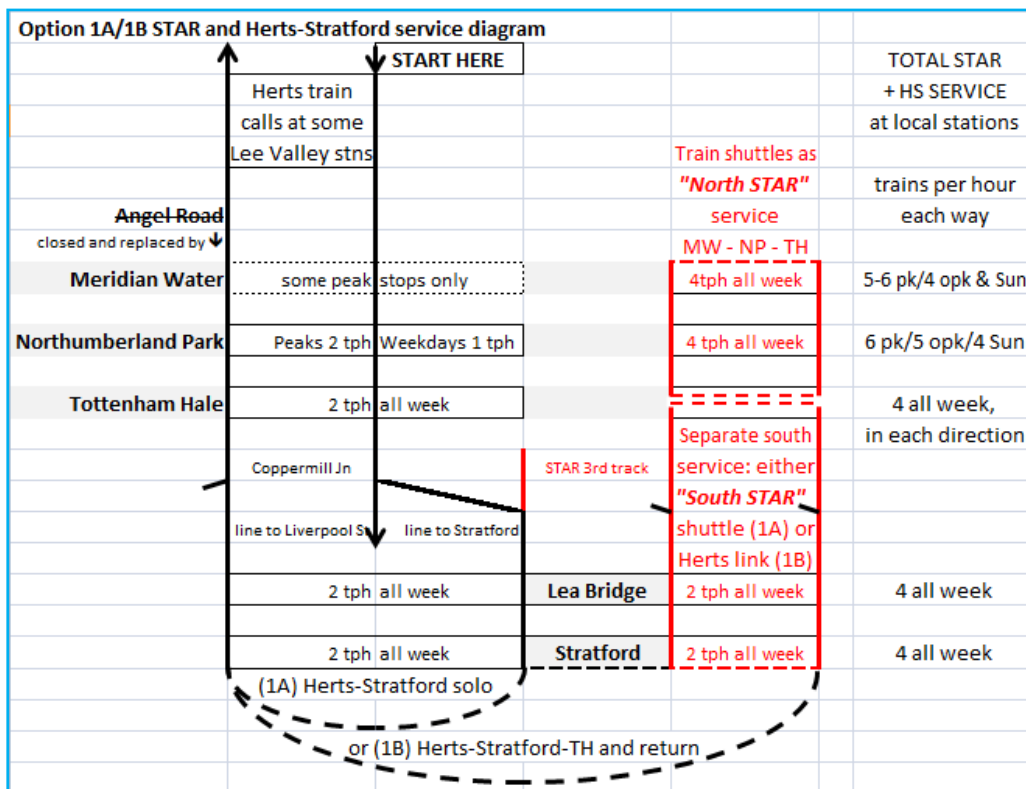 Option 1A/1B STAR and Herts-Stratford service diagram
START HERE
TOTAL STAR
Herts train
+ HS SERVICE
calls at some
at local stations
Lee Valley stns
Train shuttles as
"North STAR"
trains per hour
Angel Road
service
each way
closed and replaced by
MW - NP - TH
Meridian Water
some peak stops only
4tph all week
5-6 pk/4 opk & Sun
Northumberland Park
Peaks 2 tph Weekdays 1 tph
4 tph all week
6 pk/5 opk/4 Sun
Tottenham Hale
2 tph all week
4 all week,
Separate south
in each direction
Coppermill Jn
STAR 3rd track
service: either
"South STAR"
line to Liverpool St
line to Stratford
shuttle (1A) or
Herts link (1B)
2 tph all week
Lea Bridge
2 tph all week
4 all week
2 tph all week
Stratford
2 tph all week
4 all week
(1A) Herts-Stratford solo
or (1B) Herts-Stratford-TH and return